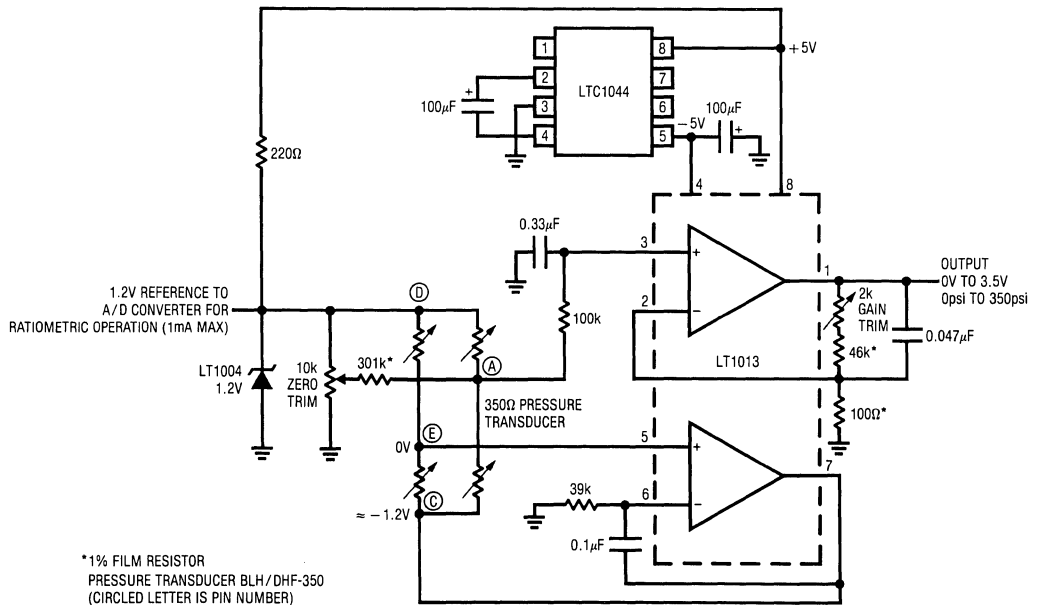 1
2
3
4
LTC1044
8
7
6
5
+5V
+
100µF
-5V
100µF
+
220Ω
4
8
0.33µF
3
+
2
-
1
OUTPUT
0V TO 3.5V
0psi TO 350psi
2k
GAIN
TRIM
0.047µF
46k*
100Ω*
LT1013
100k
1.2V REFERENCE TO
A/D CONVERTER FOR
RATIOMETRIC OPERATION (1mA MAX)
D
LT1004
1.2V
10k
ZERO
TRIM
301k*
A
350Ω PRESSURE
TRANSDUCER
0V
E
5
+
7
C
≈ -1.2V
39k
6
-
0.1µF
*1% FILM RESISTOR
PRESSURE TRANSDUCER BLH/DHF-350
(CIRCLED LETTER IS PIN NUMBER)